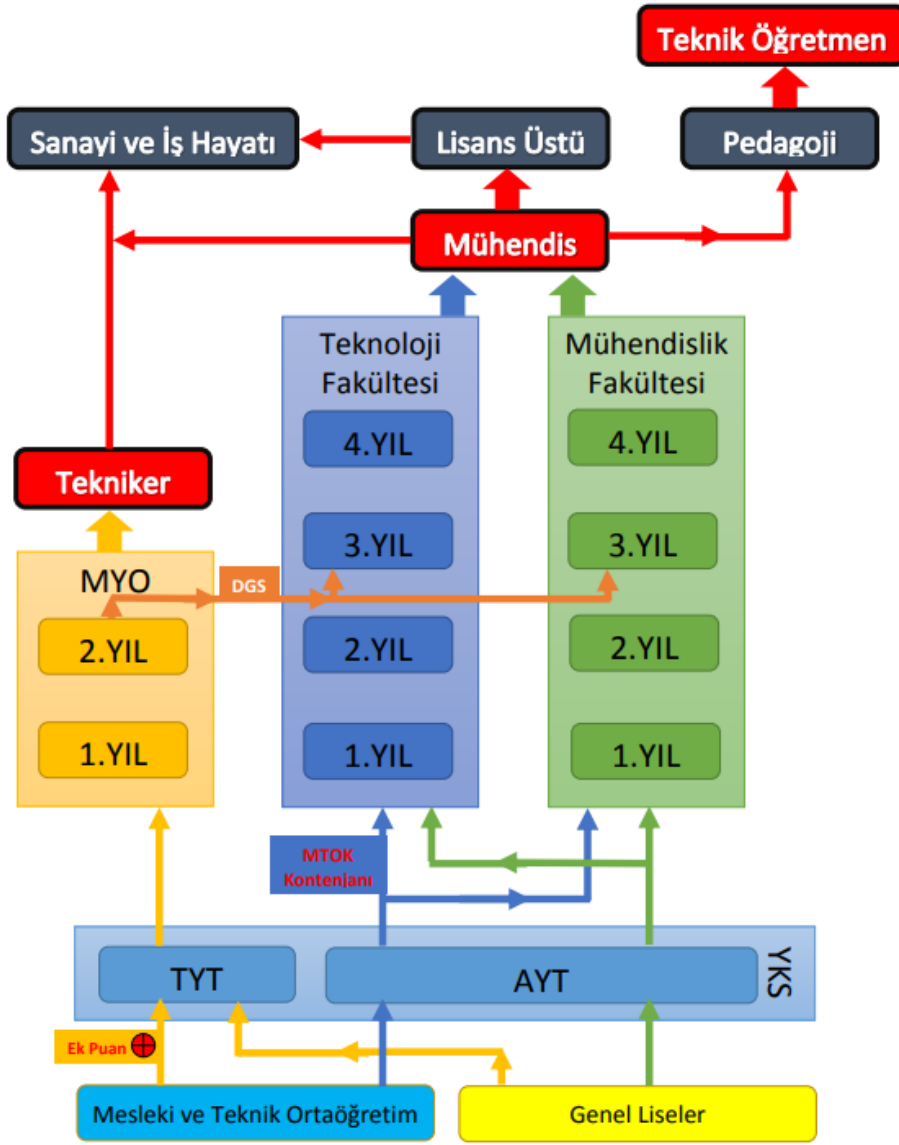 Teknik Öğretmen
Sanayi ve İş Hayatı
Lisans Üstü
Pedagoji
Mühendis
Teknoloji
Fakültesi
Mühendislik
Fakültesi
4.YIL
4.YIL
Tekniker
3.YIL
3.YIL
MYO
DGS
2.YIL
2.YIL
2.YIL
1.YIL
1.YIL
1.YIL
MTOK
Kontenjanı
TYT
AYT
YKS
Ek Puan
Mesleki ve Teknik Ortaöğretim
Genel Liseler